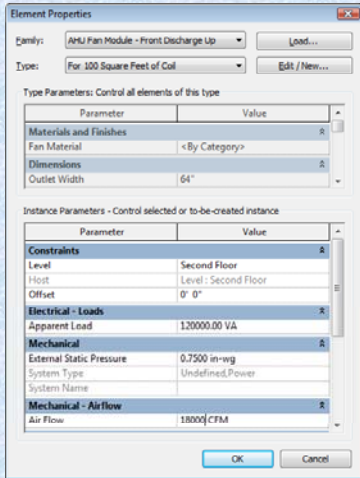 Element Properties
Family: AHU Fan Module - Front Discharge Up Load...
Type: For 100 Square Feet of Coil Edit / New...
Type Parameters: Control all elements of this type
Parameter Value
Materials and Finishes
Fan Material <By Category>
Dimensions
Outlet Width 64"
Instance Parameters - Control selected or to-be-created instance
Parameter Value
Constraints
Level Second Floor
Host Level : Second Floor
Offset 0' 0"
Electrical - Loads
Apparent Load 120000.00 VA
Mechanical
External Static Pressure 0.7500 in-wg
System Type Undefined,Power
System Name
Mechanical - Airflow
Air Flow 18000 CFM
OK Cancel